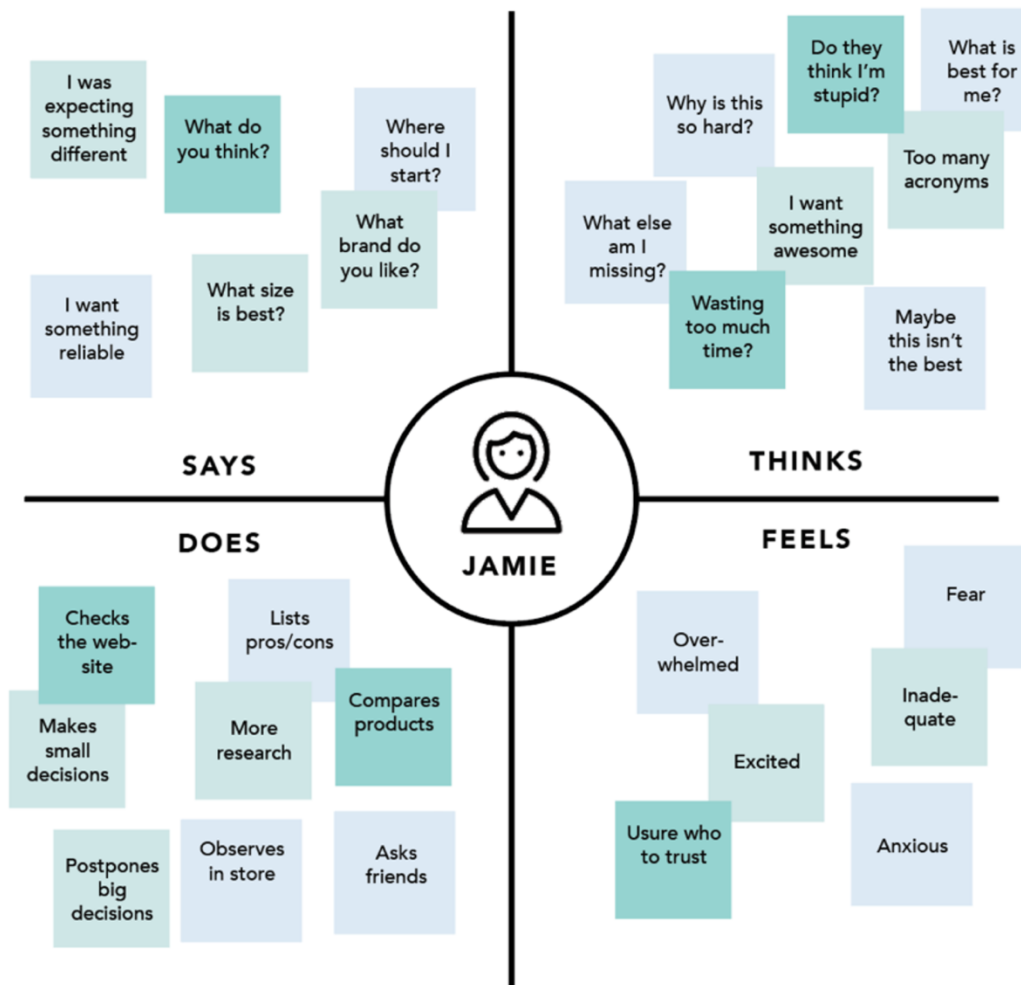 I was
expecting
something
different
What do
you think?
Where
should I
start?
What
brand do
you like?
What size
is best?
I want
something
reliable
SAYS
Do they
think I'm
stupid?
What is
best for
me?
Why is this
so hard?
Too many
acronyms
I want
something
awesome
What else
am I
missing?
Wasting
too much
time?
Maybe
this isn't
the best
THINKS
JAMIE
DOES
Checks
the web-
site
Lists
pros/cons
Compares
products
Makes
small
decisions
More
research
Postpones
big
decisions
Observes
in store
Asks
friends
FEELS
Fear
Over-
whelmed
Inade-
quate
Excited
Usure who
to trust
Anxious